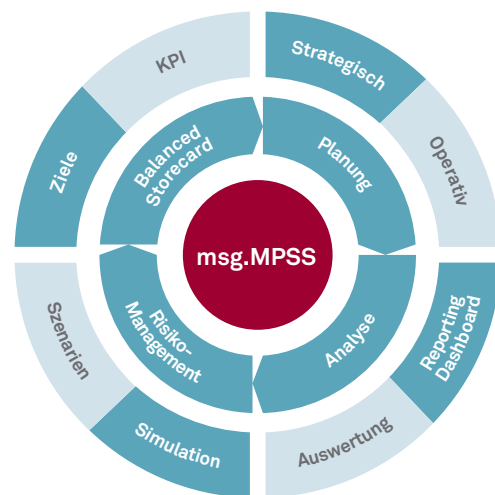 KPI
Strategisch
Ziele
Operativ
Balanced
Storecard
Planung
msg.MPSS
Szenarien
Risiko-
Management
Analyse
Reporting
Dashboard
Simulation
Auswertung